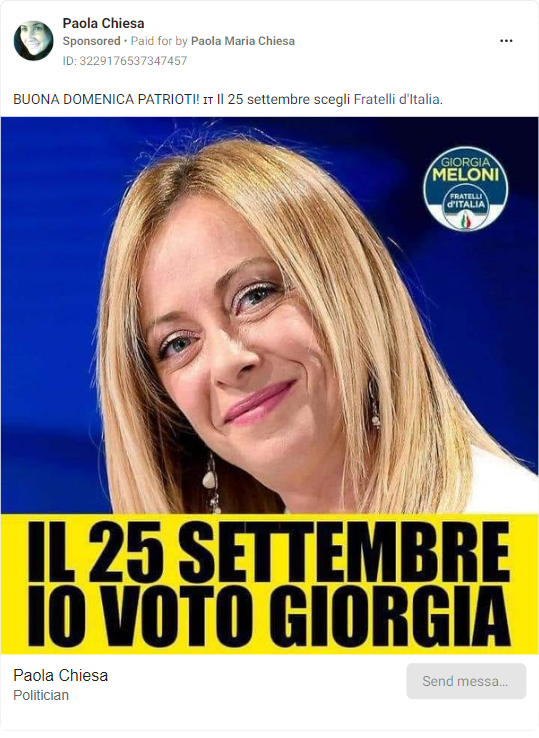 Paola Chiesa
Sponsored • Paid for by Paola Maria Chiesa
ID: 3229176537347457
BUONA DOMENICA PATRIOTI! IT Il 25 settembre scegli Fratelli d'Italia.
GIORGIA
MELONI
FRATELLI
d'ITALIA
IL 25 SETTEMBRE
IO VOTO GIORGIA
Paola Chiesa
Politician
Send messa...